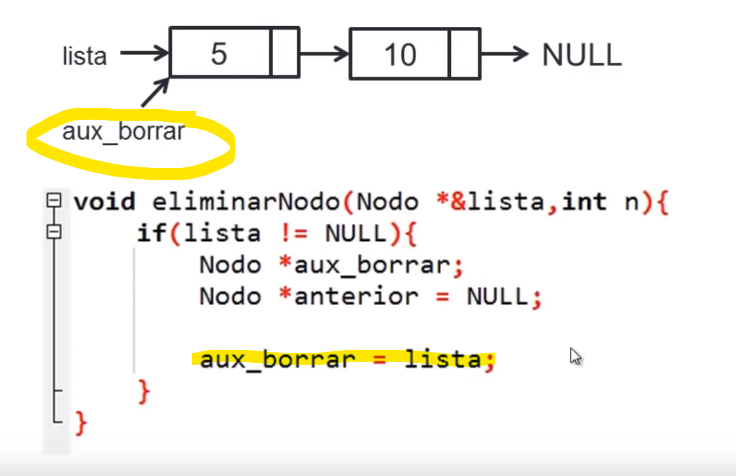 lista 5 10 NULL
aux_borrar
void eliminarNodo(Nodo *&lista,int n){
if(lista != NULL){
Nodo *aux_borrar;
Nodo *anterior = NULL;
aux_borrar = lista;
}
}